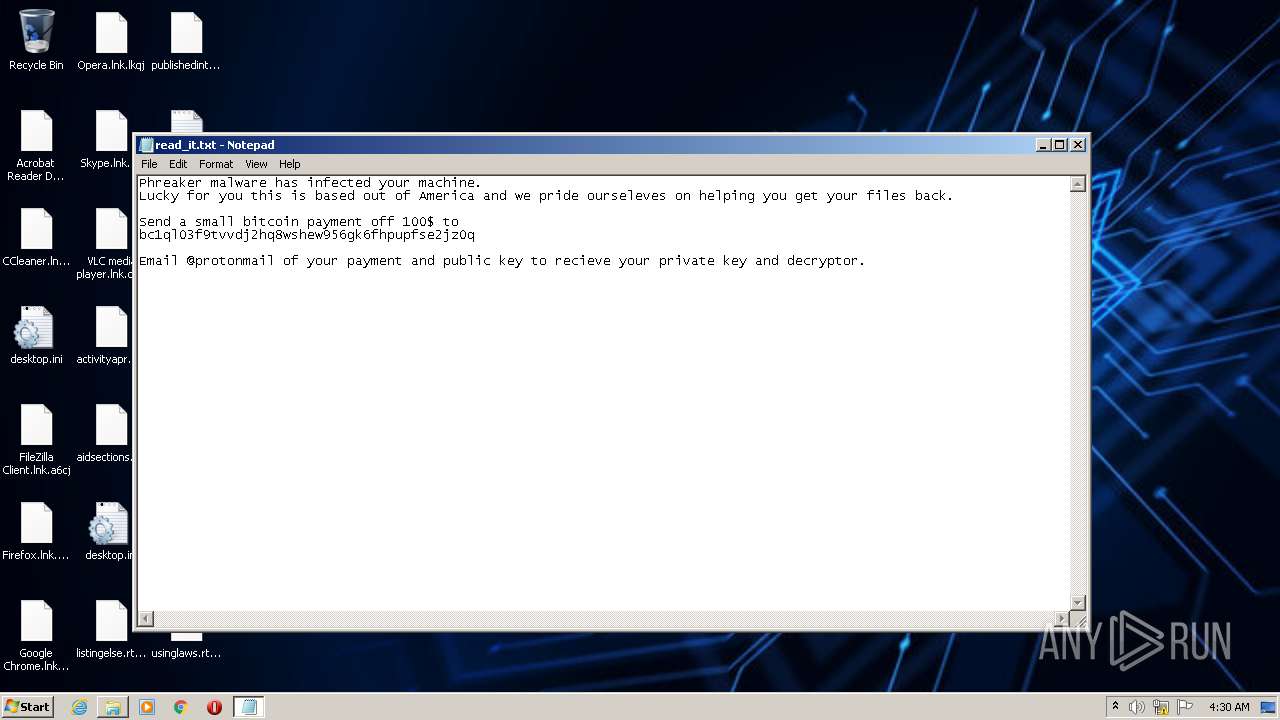 Recycle Bin
Opera.lnk.lkqj
publishedint...
Acrobat
Reader D...
Skype.lnk.
CCleaner.ln...
VLC media
player.lnk.
desktop.ini
activityapr.
FileZilla
Client.lnk.a6cj
aidsections.
Firefox.lnk....
desktop.in
Google
Chrome.lnk...
listingelse.rt...
usinglaws.rt...
read_it.txt - Notepad
File Edit Format View Help
Phreaker malware has infected your machine.
Lucky for you this is based out of America and we pride ourseleves on helping you get your files back.
Send a small bitcoin payment off 100$ to
bc1ql03f9tvvdj2hq8wshew956gk6fhpupfse2jz0q
Email @protonmail of your payment and public key to recieve your private key and decryptor.
ANY RUN
Start
4:30 AM